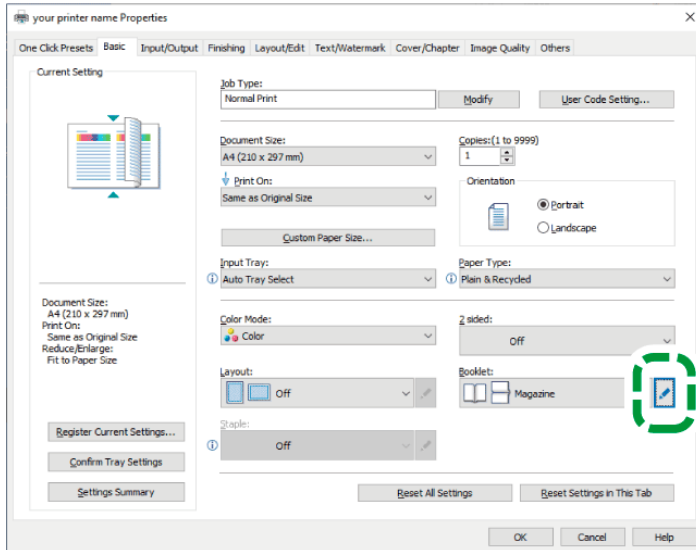 your printer name Properties
One Click Presets Basic Input/Output Finishing Layout/Edit Text/Watermark Cover/Chapter Image Quality Others
Current Setting
Document Size:
A4 (210 x 297 mm)
Print On:
Same as Original Size
Reduce/Enlarge:
Fit to Paper Size
Register Current Settings...
Confirm Tray Settings
Settings Summary
Job Type:
Normal Print
Modify
User Code Setting...
Document Size:
A4 (210 x 297 mm)
Copies:(1 to 9999)
1
Print On:
Same as Original Size
Orientation
Portrait
Landscape
Custom Paper Size...
Input Tray:
Auto Tray Select
Paper Type:
Plain & Recycled
Color Mode:
Color
2 sided:
Off
Layout:
Off
Booklet:
Magazine
Staple:
Off
Reset All Settings
Reset Settings in This Tab
OK
Cancel
Help